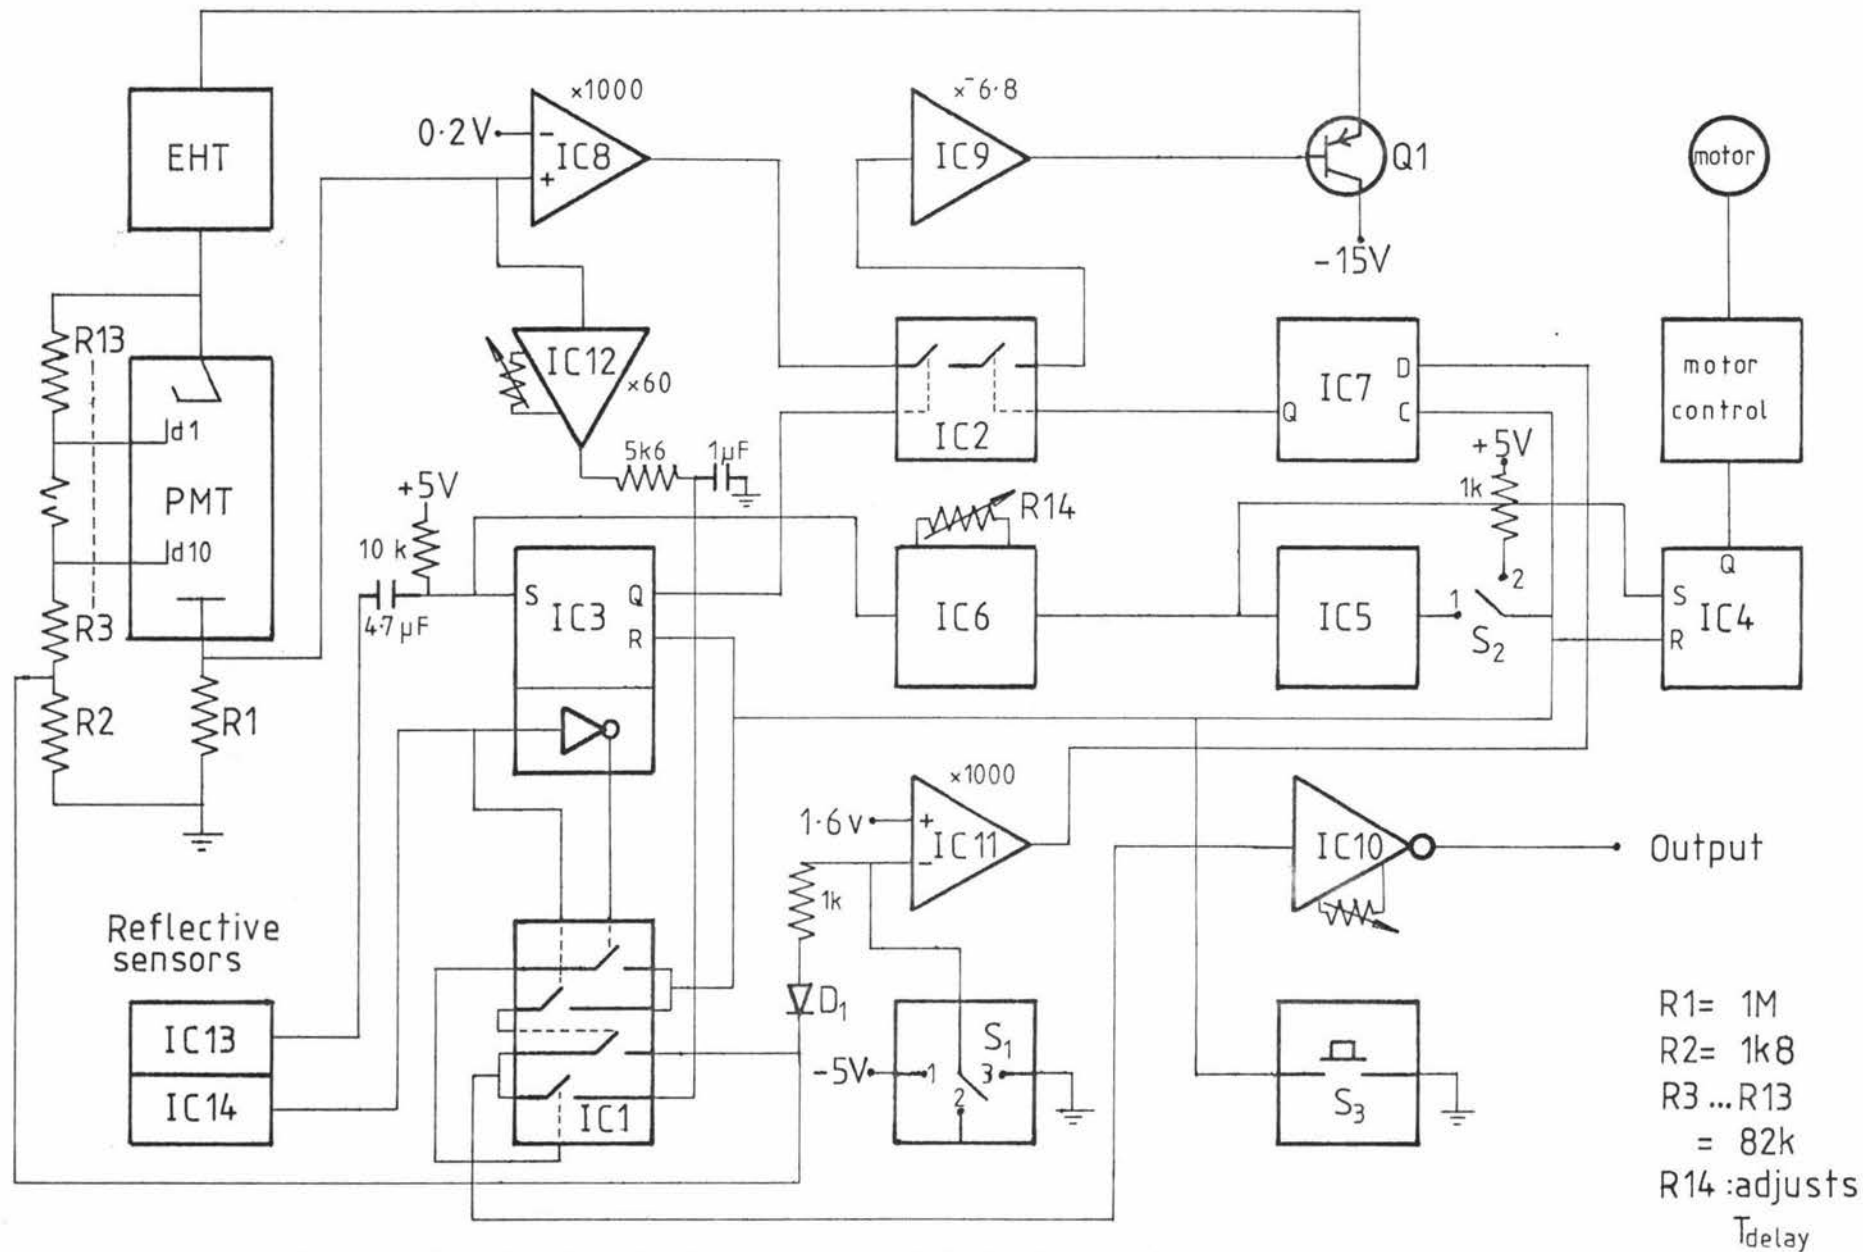 EHT
0·2V
-
+
×1000
IC8
×⁻6·8
IC9
Q1
-15V
motor
R13
d1
PMT
d10
R3
R2
R1
IC12
×60
5k6
1µF
+5V
10 k
4·7 µF
IC2
IC7
D
C
Q
motor
control
+5V
1k
2
1
S2
R14
S
IC3
Q
R
IC6
IC5
Q
S
R
IC4
×1000
1·6v
+
-
IC11
1k
D1
IC10
Output
Reflective
sensors
IC13
IC14
IC1
-5V
1
2
3
S1
S3
R1= 1M
R2= 1k8
R3 ...R13
= 82k
R14 :adjusts
Tdelay